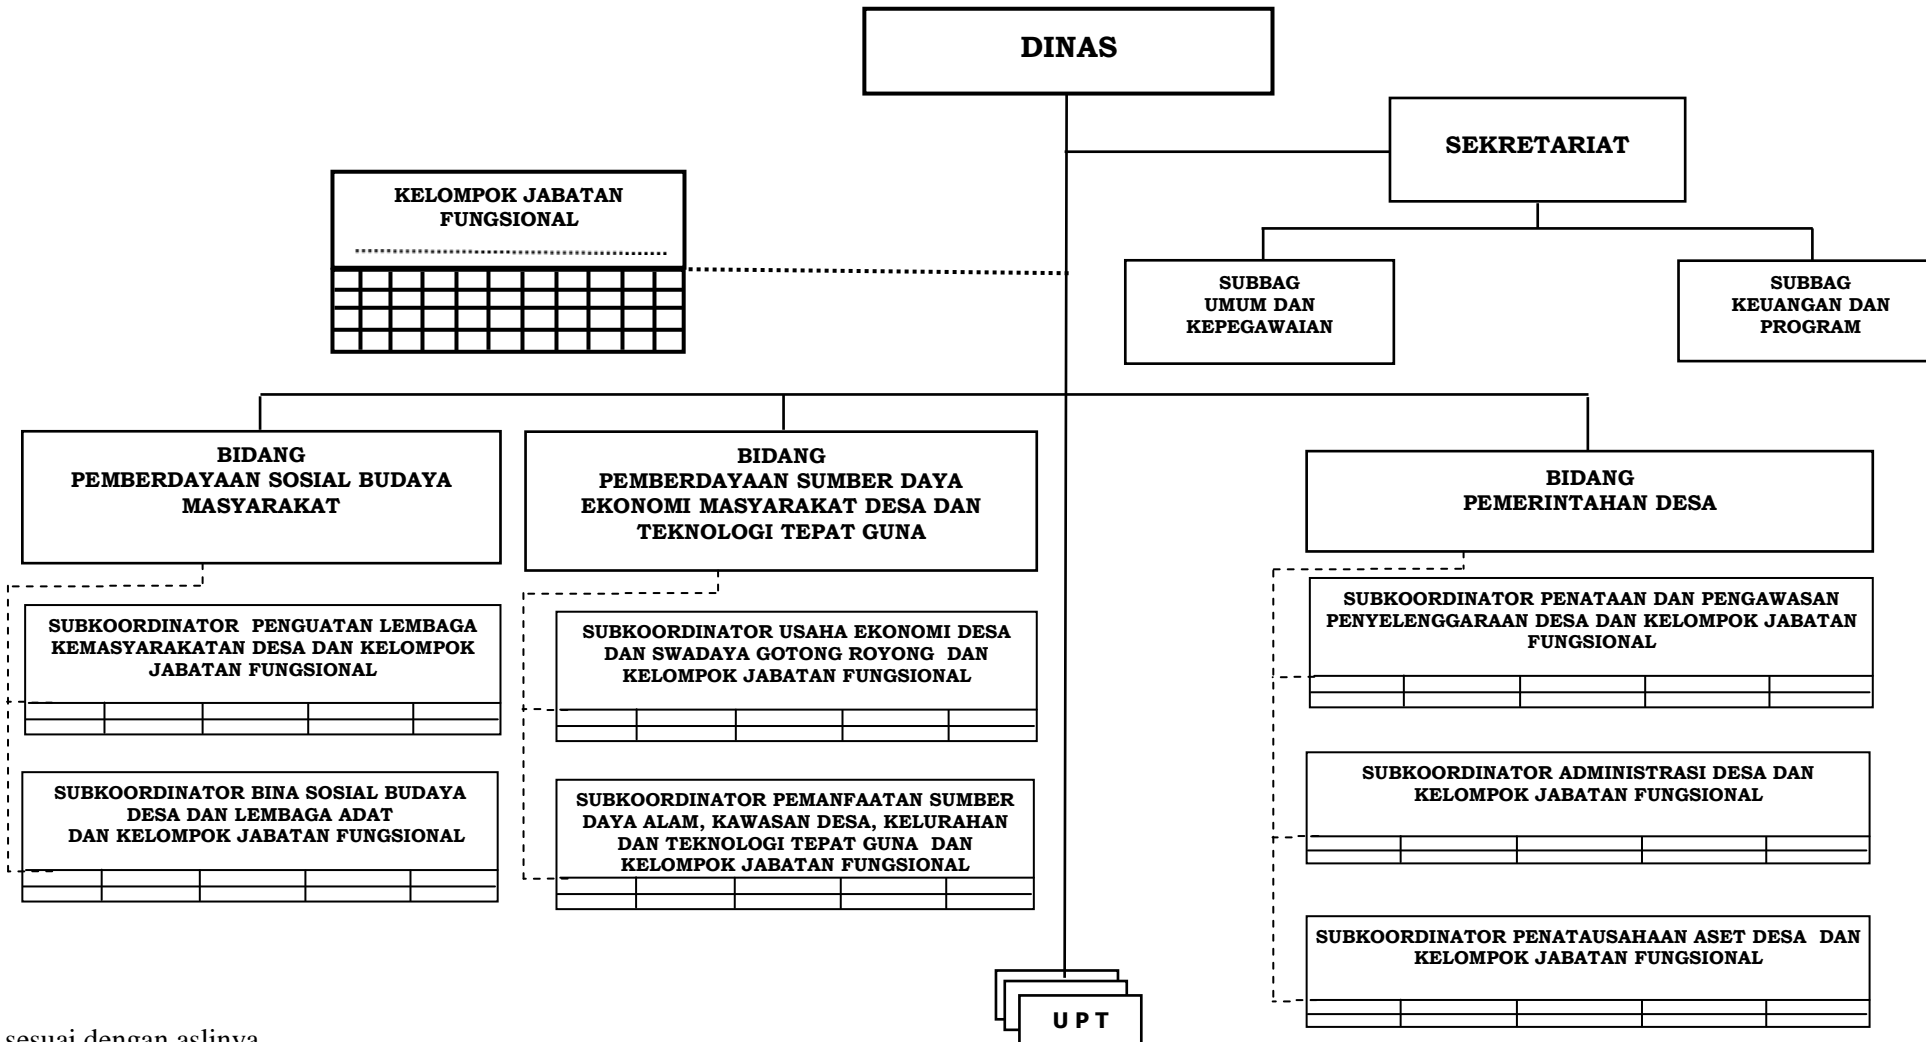 DINAS
SEKRETARIAT
KELOMPOK JABATAN
FUNGSIONAL
SUBBAG
UMUM DAN
KEPEGAWAIAN
SUBBAG
KEUANGAN DAN
PROGRAM
BIDANG
PEMBERDAYAAN SOSIAL BUDAYA
MASYARAKAT
BIDANG
PEMBERDAYAAN SUMBER DAYA
EKONOMI MASYARAKAT DESA DAN
TEKNOLOGI TEPAT GUNA
BIDANG
PEMERINTAHAN DESA
SUBKOORDINATOR PENGUATAN LEMBAGA
KEMASYARAKATAN DESA DAN KELOMPOK
JABATAN FUNGSIONAL
SUBKOORDINATOR USAHA EKONOMI DESA
DAN SWADAYA GOTONG ROYONG DAN
KELOMPOK JABATAN FUNGSIONAL
SUBKOORDINATOR PENATAAN DAN PENGAWASAN
PENYELENGGARAAN DESA DAN KELOMPOK JABATAN
FUNGSIONAL
SUBKOORDINATOR BINA SOSIAL BUDAYA
DESA DAN LEMBAGA ADAT
DAN KELOMPOK JABATAN FUNGSIONAL
SUBKOORDINATOR PEMANFAATAN SUMBER
DAYA ALAM, KAWASAN DESA, KELURAHAN
DAN TEKNOLOGI TEPAT GUNA DAN
KELOMPOK JABATAN FUNGSIONAL
SUBKOORDINATOR ADMINISTRASI DESA DAN
KELOMPOK JABATAN FUNGSIONAL
SUBKOORDINATOR PENATAUSAHAAN ASET DESA DAN
KELOMPOK JABATAN FUNGSIONAL
U P T
sesuai dengan aslinya